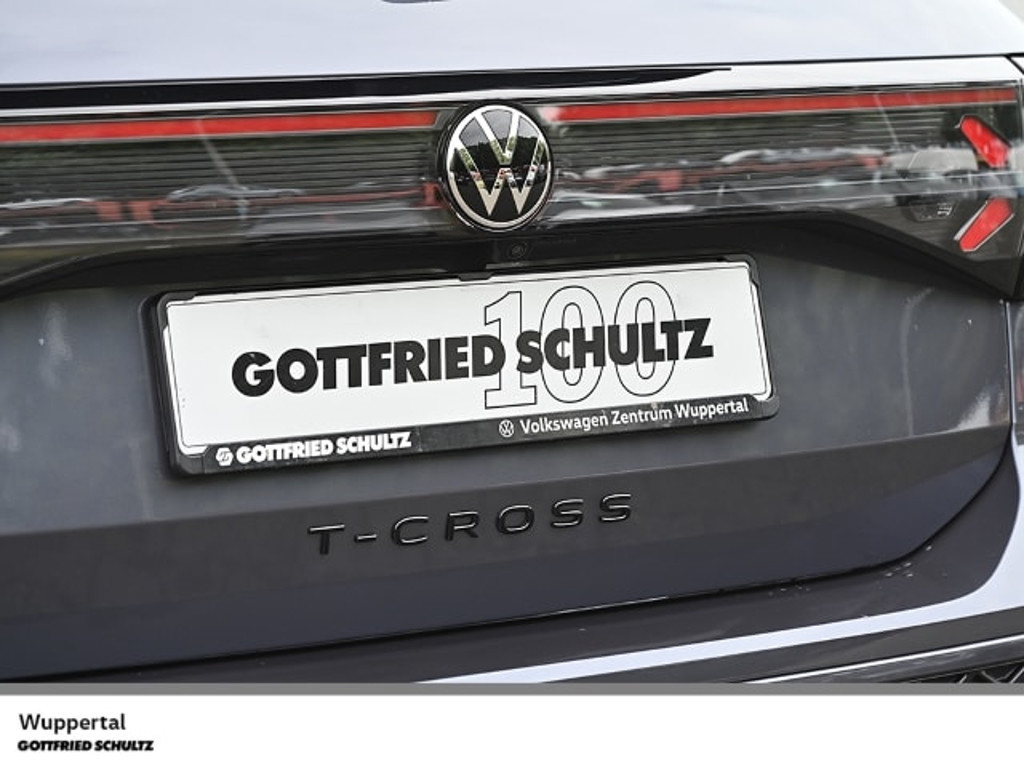 100
GOTTFRIED SCHULTZ
GOTTFRIED SCHULTZ
Volkswagen Zentrum Wuppertal
T-CROSS
Wuppertal
GOTTFRIED SCHULTZ